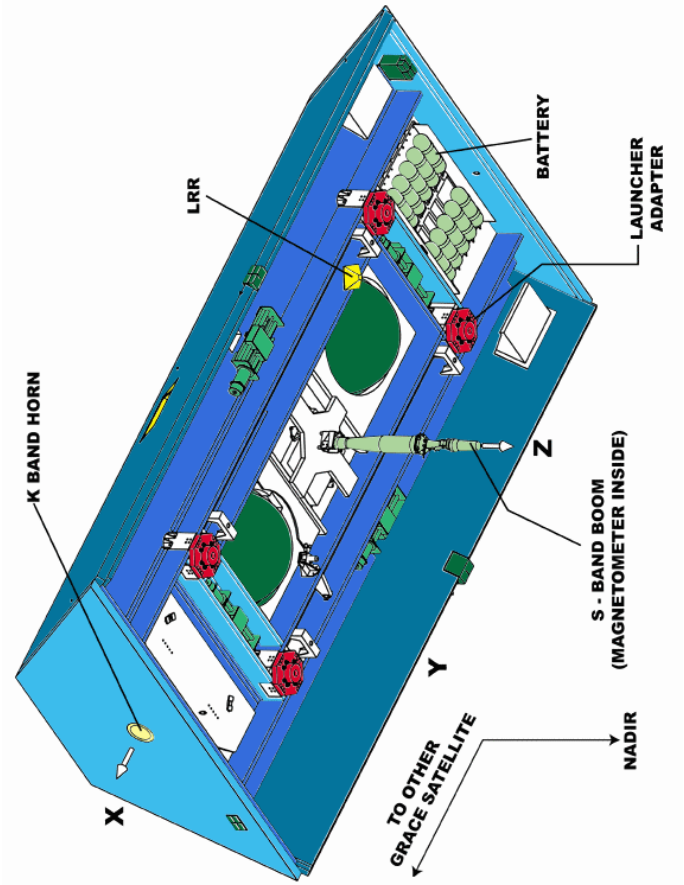 K BAND HORN
LRR
BATTERY
LAUNCHER
ADAPTER
X
Y
Z
S - BAND BOOM
(MAGNETOMETER INSIDE)
TO OTHER
GRACE SATELLITE
NADIR